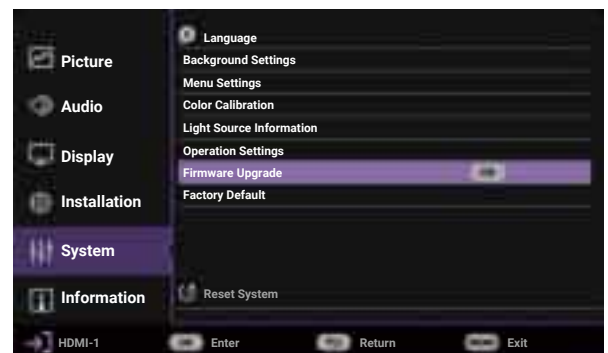 Picture
Audio
Display
Installation
System
Information
Language
Background Settings
Menu Settings
Color Calibration
Light Source Information
Operation Settings
Firmware Upgrade
Factory Default
Reset System
HDMI-1 Enter Return Exit